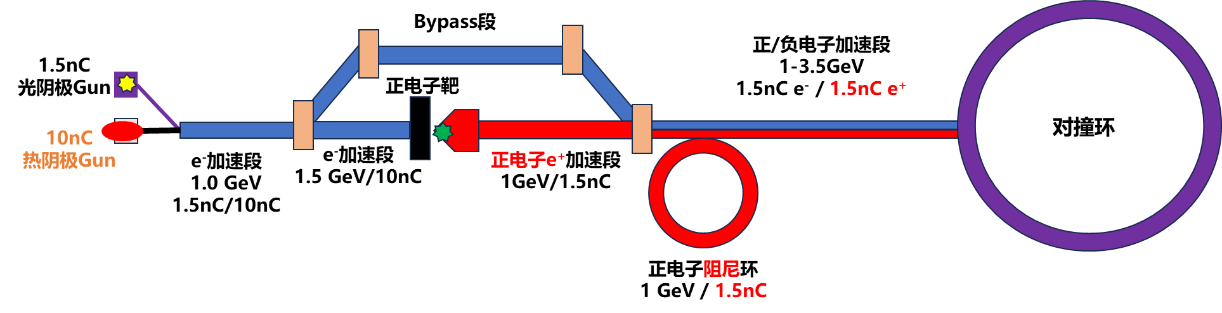 Bypass段
1.5nC
光阴极Gun
10nC
热阴极Gun
e⁻加速段
1.0 GeV
1.5nC/10nC
正电子靶
e⁻加速段
1.5 GeV/10nC
正电子e⁺加速段
1GeV/1.5nC
正/负电子加速段
1-3.5GeV
1.5nC e⁻ / 1.5nC e⁺
正电子阻尼环
1 GeV / 1.5nC
对撞环